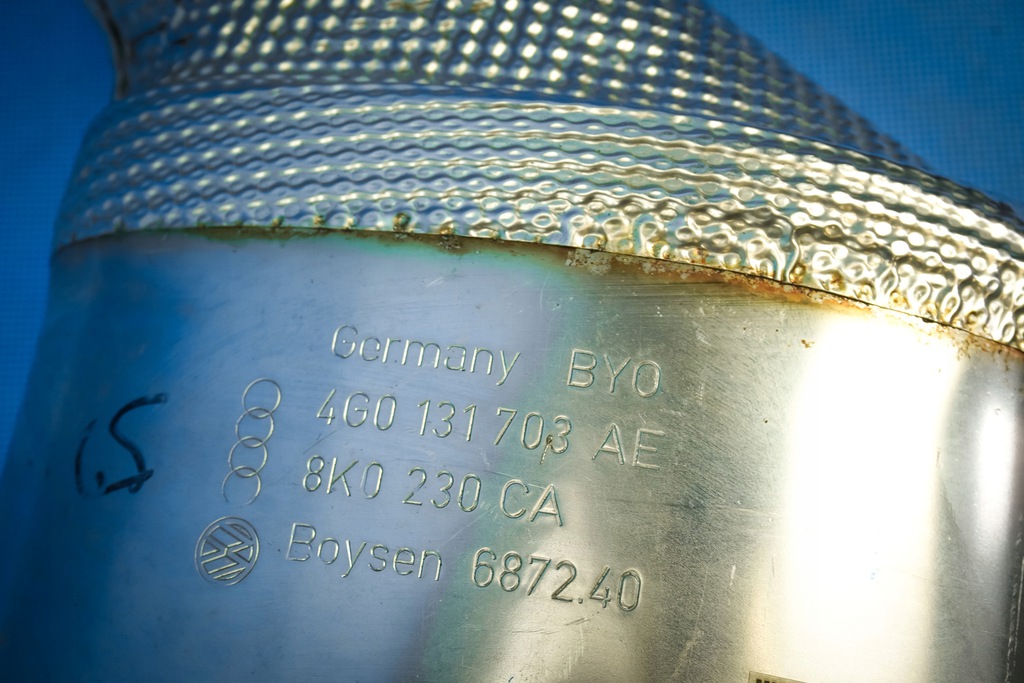 Germany BYO
4G0 131 703 AE
8K0 230 CA
Boysen 6872.40